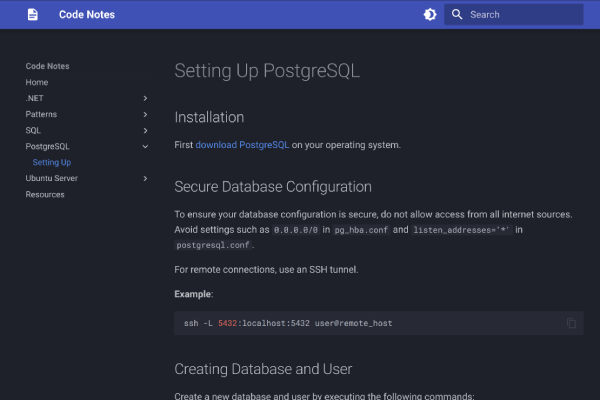 Code Notes
Search
Code Notes
Home
.NET
Patterns
SQL
PostgreSQL
Setting Up
Ubuntu Server
Resources
Setting Up PostgreSQL
Installation
First download PostgreSQL on your operating system.
Secure Database Configuration
To ensure your database configuration is secure, do not allow access from all internet sources.
Avoid settings such as 0.0.0.0/0 in pg_hba.conf and listen_addresses='*' in
postgresql.conf.
For remote connections, use an SSH tunnel.
Example:
ssh -L 5432:localhost:5432 user@remote_host
Creating Database and User
Create a new database and user by executing the following commands: